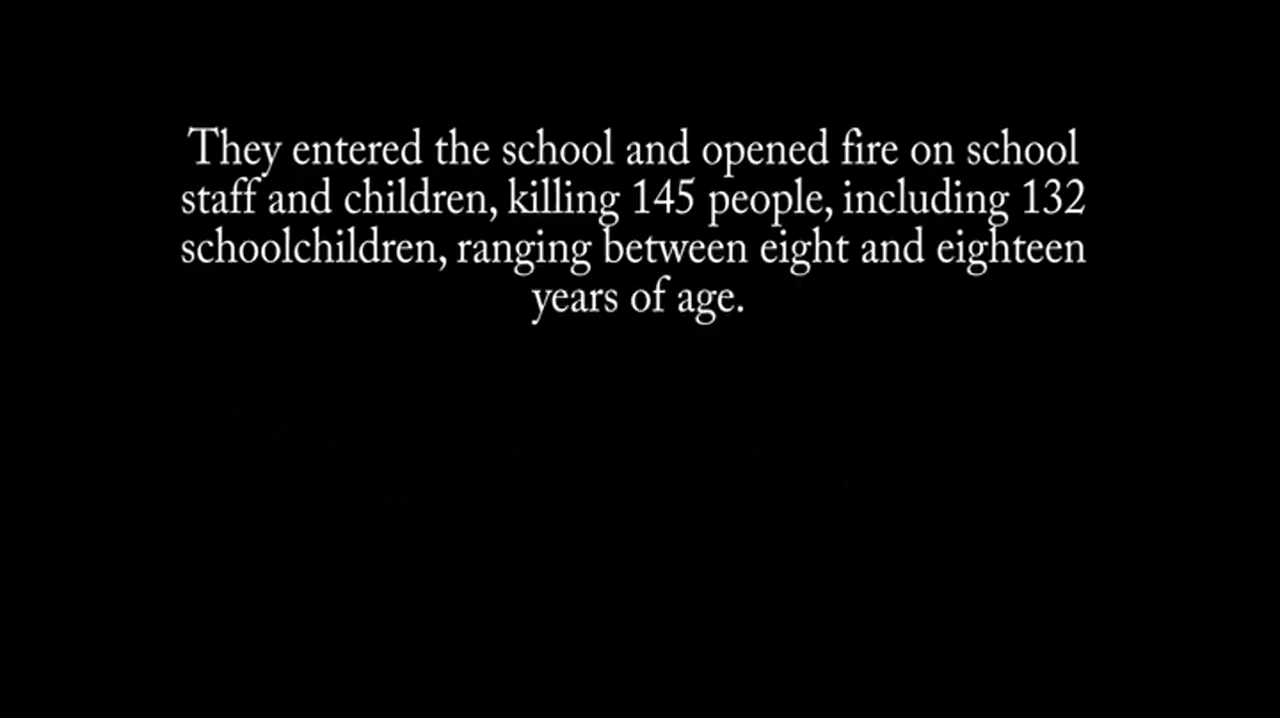 They entered the school and opened fire on school
staff and children, killing 145 people, including 132
schoolchildren, ranging between eight and eighteen
years of age.